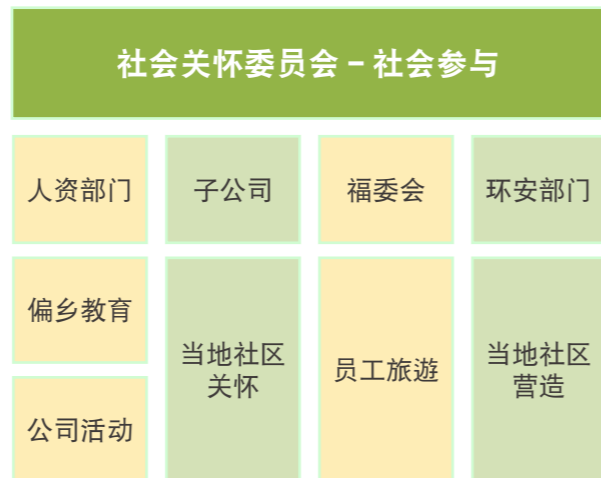 社会关怀委员会－社会参与
人资部门
子公司
福委会
环安部门
偏乡教育
当地社区
关怀
员工旅遊
当地社区
营造
公司活动